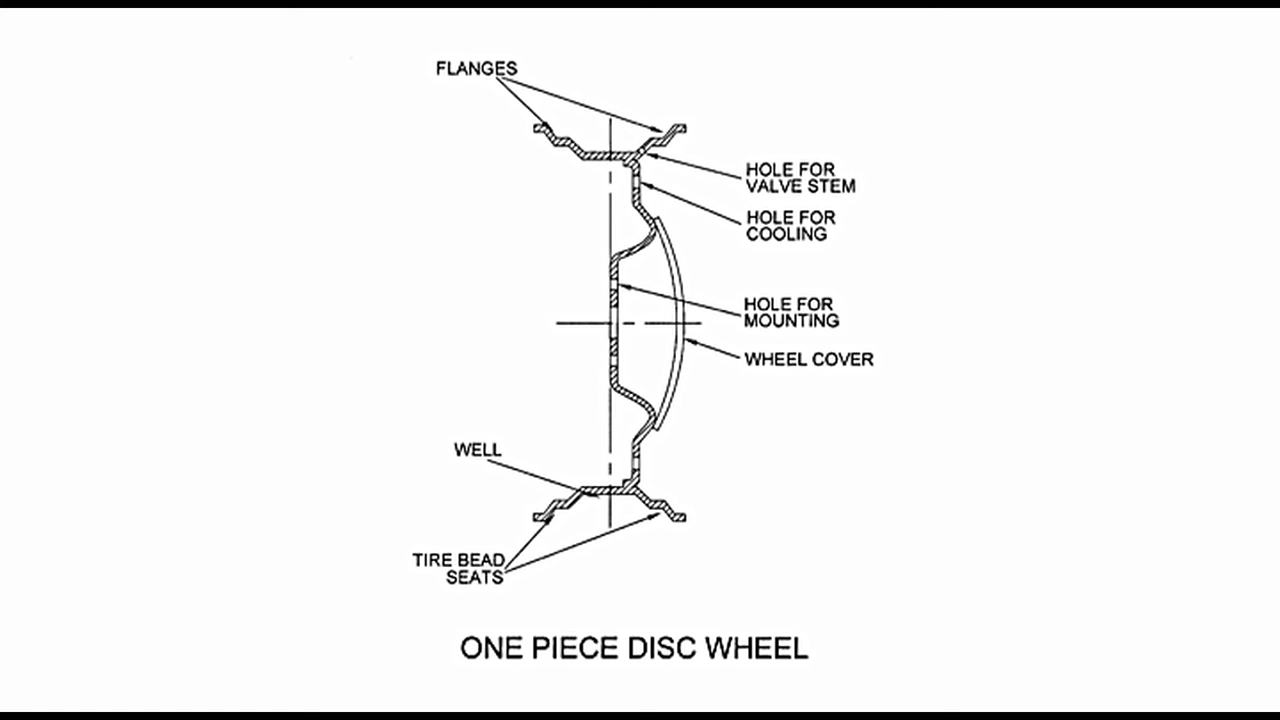 FLANGES
HOLE FOR
VALVE STEM
HOLE FOR
COOLING
HOLE FOR
MOUNTING
WHEEL COVER
WELL
TIRE BEAD
SEATS
ONE PIECE DISC WHEEL